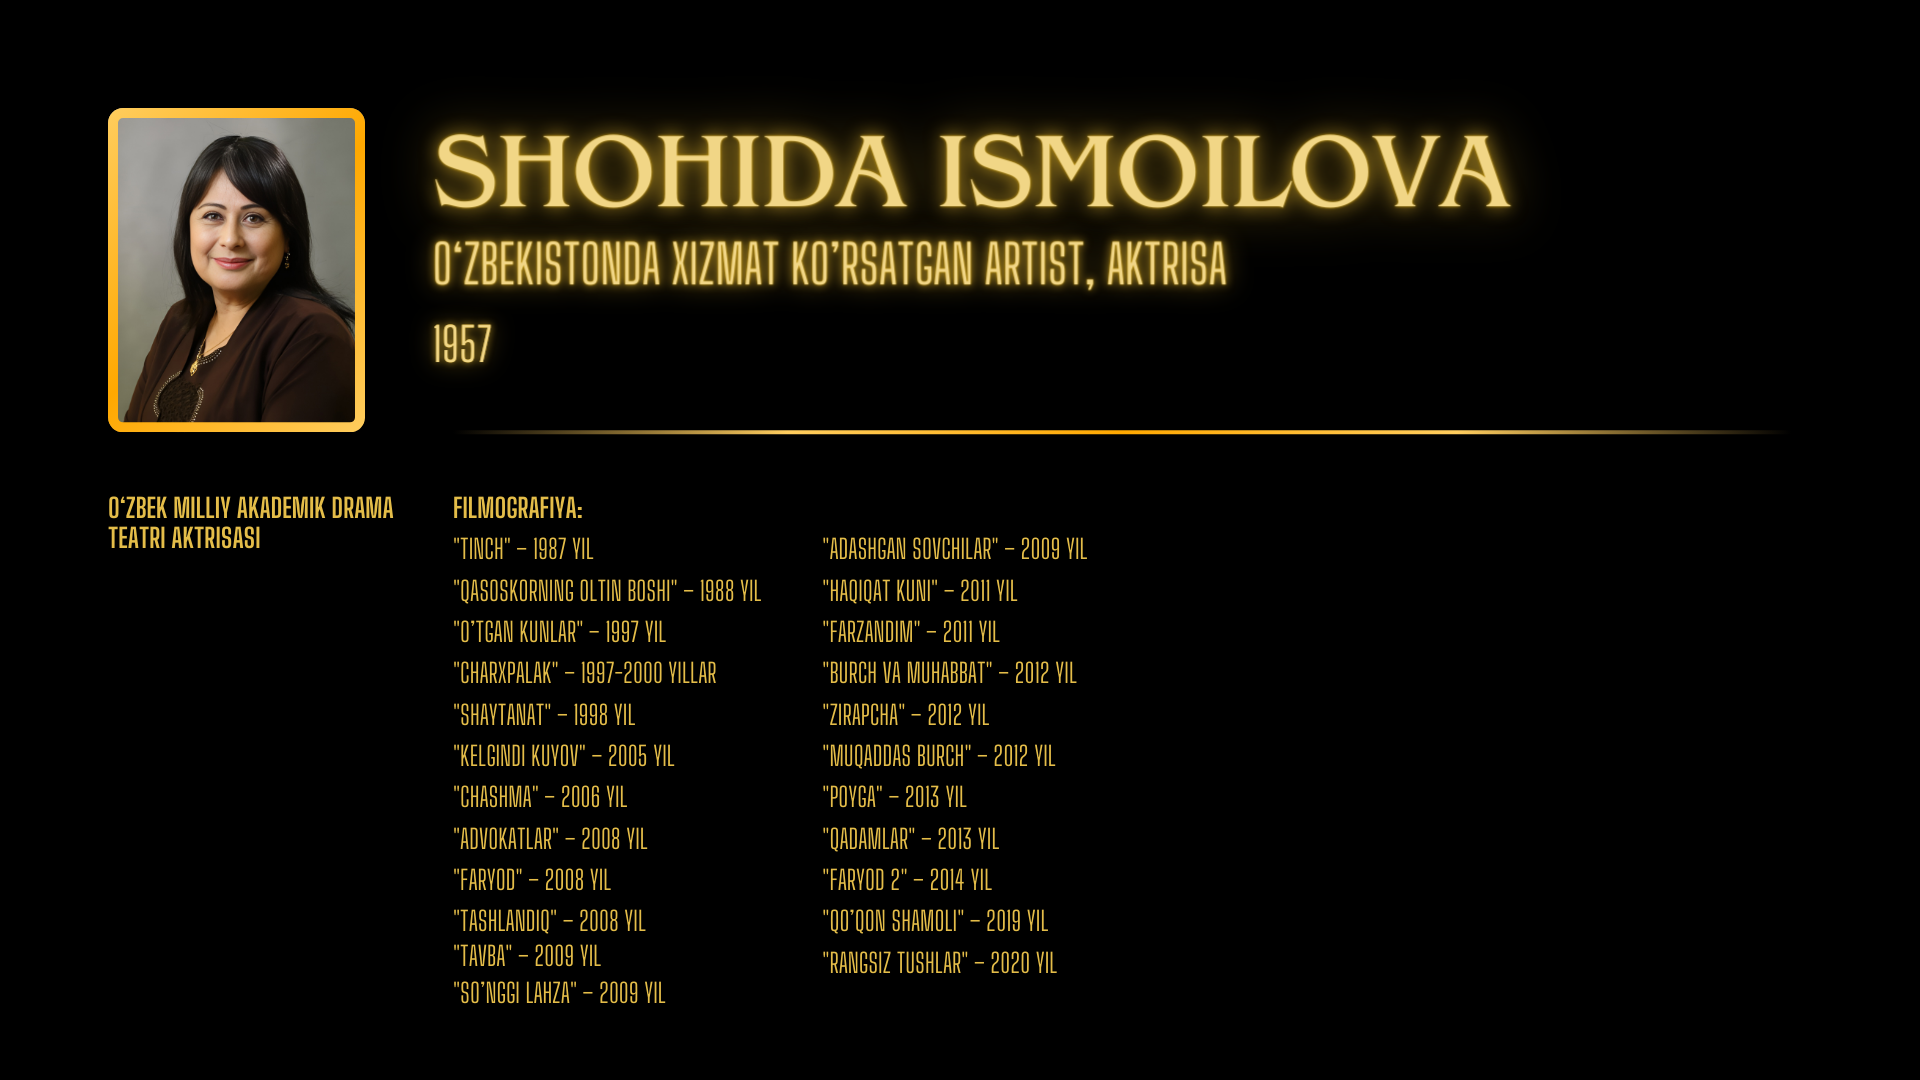 SHOHIDA ISMOILOVA
O‘ZBEKISTONDA XIZMAT KO’RSATGAN ARTIST, AKTRISA
1957
O‘ZBEK MILLIY AKADEMIK DRAMA
TEATRI AKTRISASI
FILMOGRAFIYA:
"TINCH" – 1987 YIL
"QASOSKORNING OLTIN BOSHI" – 1988 YIL
"O’TGAN KUNLAR" – 1997 YIL
"CHARXPALAK" – 1997-2000 YILLAR
"SHAYTANAT" – 1998 YIL
"KELGINDI KUYOV" – 2005 YIL
"CHASHMA" – 2006 YIL
"ADVOKATLAR" – 2008 YIL
"FARYOD" – 2008 YIL
"TASHLANDIQ" – 2008 YIL
"TAVBA" – 2009 YIL
"SO’NGGI LAHZA" – 2009 YIL
"ADASHGAN SOVCHILAR" – 2009 YIL
"HAQIQAT KUNI" – 2011 YIL
"FARZANDIM" – 2011 YIL
"BURCH VA MUHABBAT" – 2012 YIL
"ZIRAPCHA" – 2012 YIL
"MUQADDAS BURCH" – 2012 YIL
"POYGA" – 2013 YIL
"QADAMLAR" – 2013 YIL
"FARYOD 2" – 2014 YIL
"QO’QON SHAMOLI" – 2019 YIL
"RANGSIZ TUSHLAR" – 2020 YIL